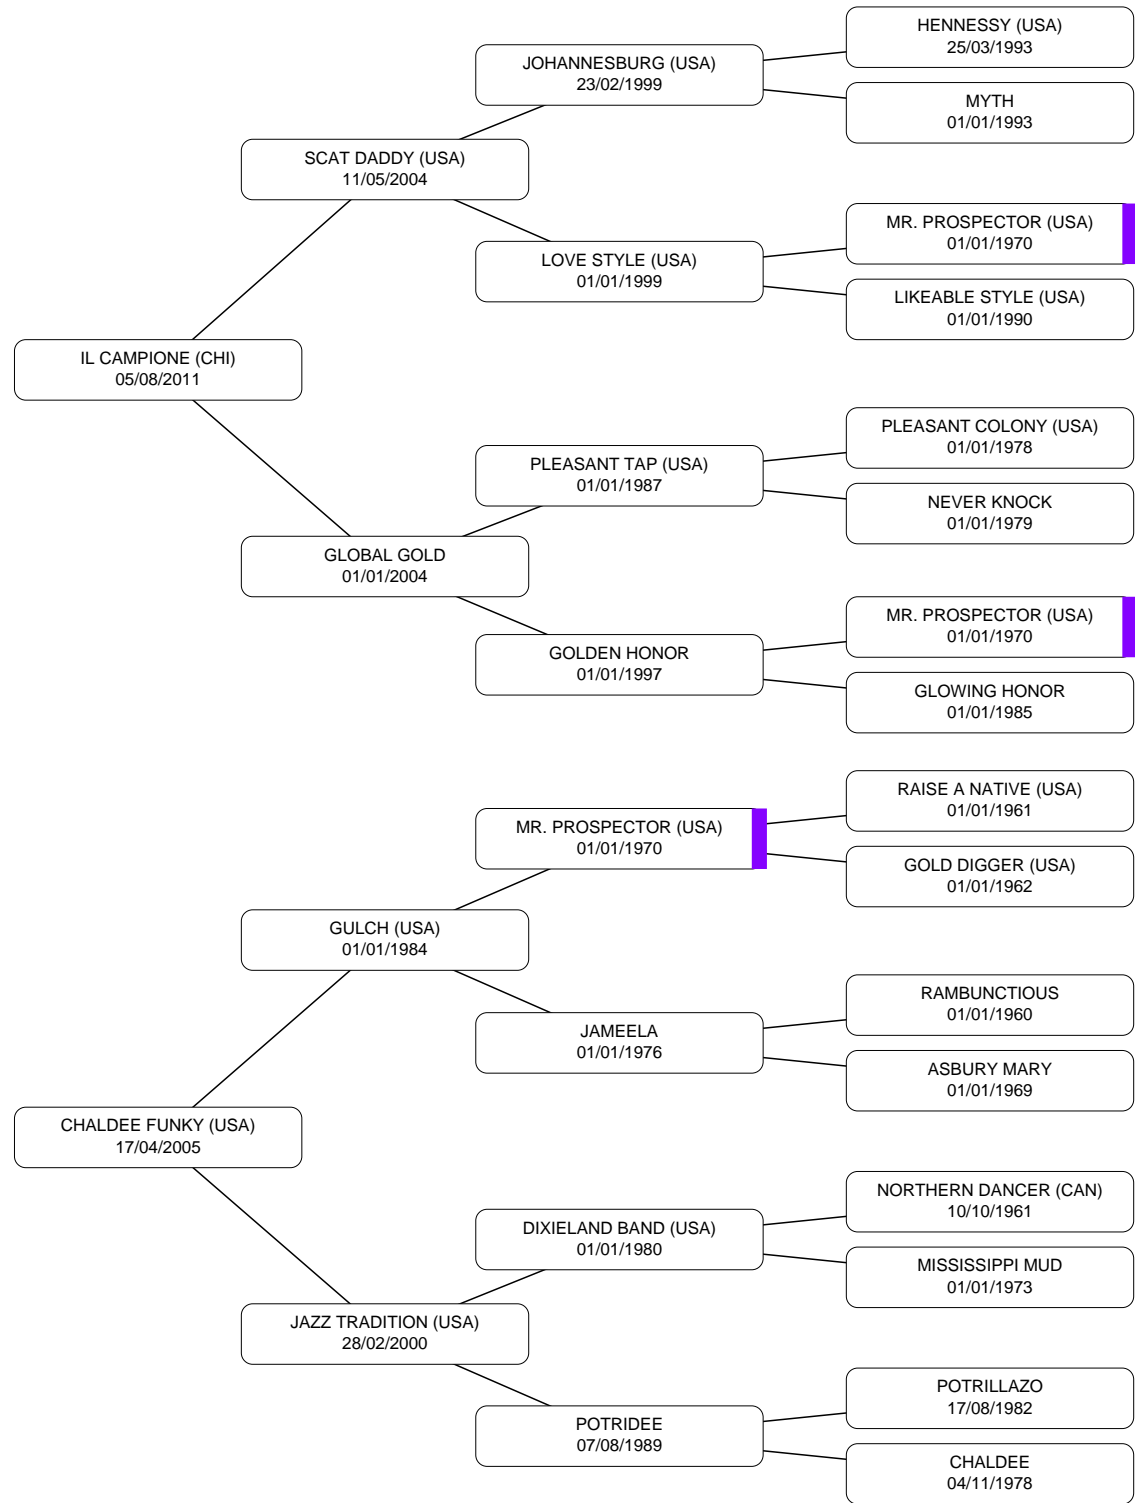 HENNESSY (USA)
25/03/1993
JOHANNESBURG (USA)
23/02/1999
MYTH
01/01/1993
SCAT DADDY (USA)
11/05/2004
MR. PROSPECTOR (USA)
01/01/1970
LOVE STYLE (USA)
01/01/1999
LIKEABLE STYLE (USA)
01/01/1990
IL CAMPIONE (CHI)
05/08/2011
PLEASANT COLONY (USA)
01/01/1978
PLEASANT TAP (USA)
01/01/1987
NEVER KNOCK
01/01/1979
GLOBAL GOLD
01/01/2004
MR. PROSPECTOR (USA)
01/01/1970
GOLDEN HONOR
01/01/1997
GLOWING HONOR
01/01/1985
RAISE A NATIVE (USA)
01/01/1961
MR. PROSPECTOR (USA)
01/01/1970
GOLD DIGGER (USA)
01/01/1962
GULCH (USA)
01/01/1984
RAMBUNCTIOUS
01/01/1960
JAMEELA
01/01/1976
ASBURY MARY
01/01/1969
CHALDEE FUNKY (USA)
17/04/2005
NORTHERN DANCER (CAN)
10/10/1961
DIXIELAND BAND (USA)
01/01/1980
MISSISSIPPI MUD
01/01/1973
JAZZ TRADITION (USA)
28/02/2000
POTRILLAZO
17/08/1982
POTRIDEE
07/08/1989
CHALDEE
04/11/1978